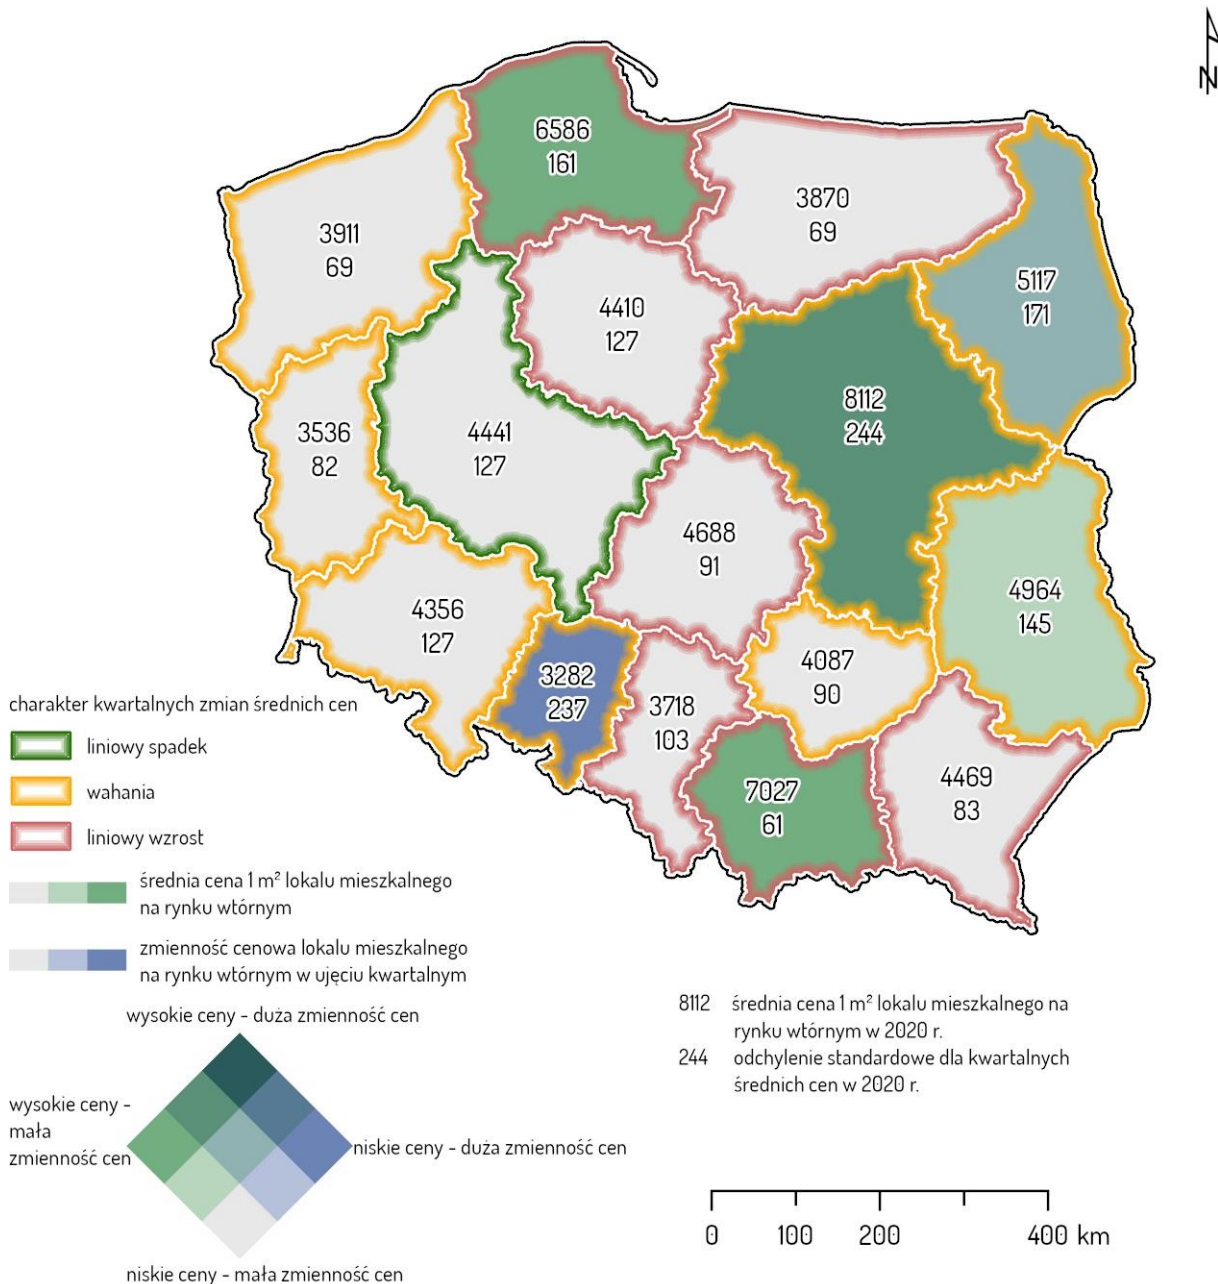 N
6586
161
3870
69
3911
69
5117
171
4410
127
8112
244
3536
82
4441
127
4688
91
4964
145
4356
127
4087
90
3282
237
3718
103
4469
83
7027
61
charakter kwartalnych zmian średnich cen
liniowy spadek
wahania
liniowy wzrost
średnia cena 1 m² lokalu mieszkalnego
na rynku wtórnym
zmienność cenowa lokalu mieszkalnego
na rynku wtórnym w ujęciu kwartalnym
wysokie ceny - duża zmienność cen
wysokie ceny -
mała
zmienność cen
niskie ceny - duża zmienność cen
niskie ceny - mała zmienność cen
8112 średnia cena 1 m² lokalu mieszkalnego na
rynku wtórnym w 2020 r.
244 odchylenie standardowe dla kwartalnych
średnich cen w 2020 r.
0 100 200 400 km